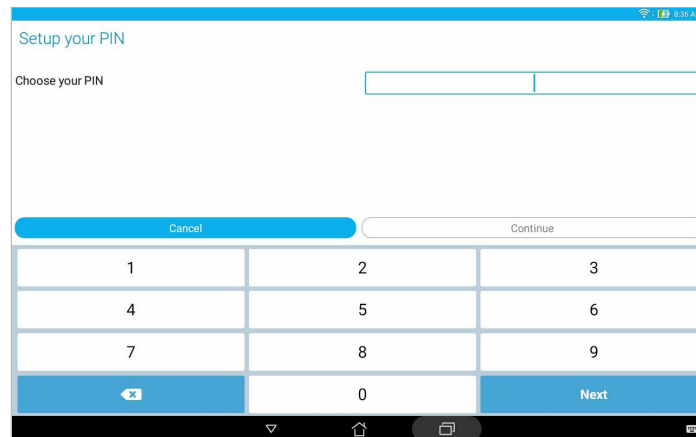 8:36 A
Setup your PIN
Choose your PIN
Cancel Continue
1 2 3
4 5 6
7 8 9
0 Next